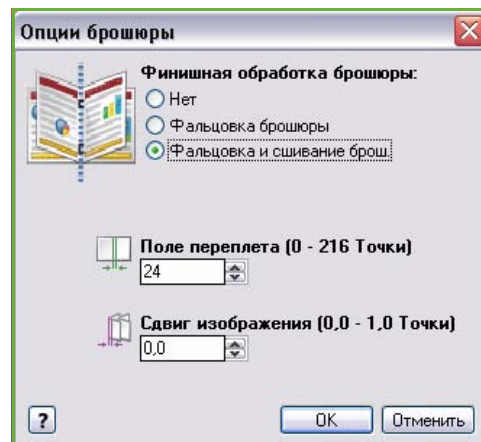 Опции брошюры
Финишная обработка брошюры:
Нет
Фальцовка брошюры
Фальцовка и сшивание брош.
Поле переплета (0 - 216 Точки)
24
Сдвиг изображения (0,0 - 1,0 Точки)
0,0
?
OK
Отменить